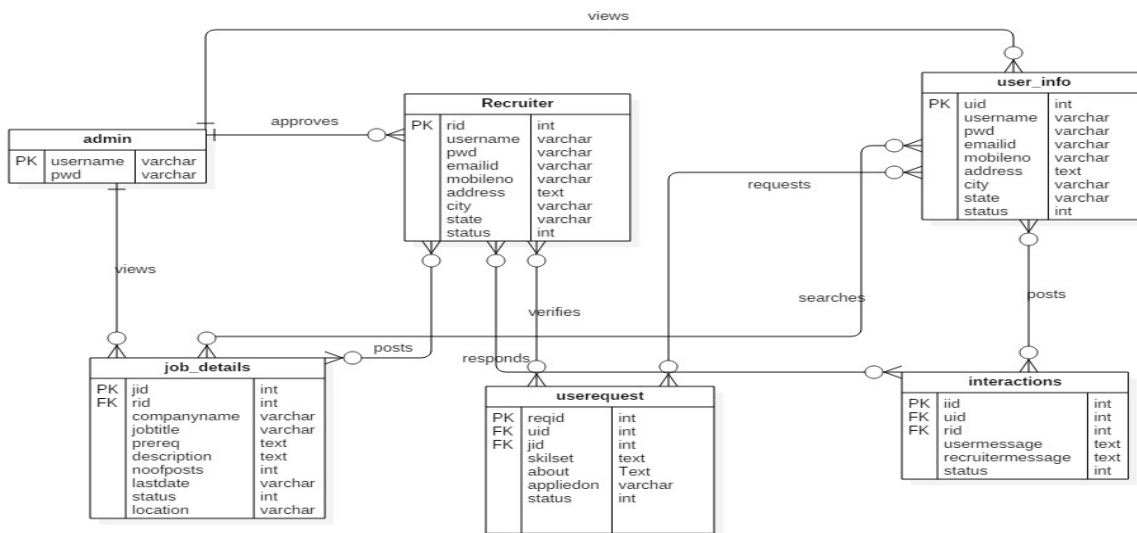 views
user_info
PK uid int
username varchar
pwd varchar
emailid varchar
mobileno varchar
address text
city varchar
state varchar
status int
Recruiter
PK rid int
username varchar
pwd varchar
emailid varchar
mobileno varchar
address text
city varchar
state varchar
status int
approves
admin
PK username varchar
pwd varchar
requests
views
searches
posts
verifies
posts
responds
job_details
PK jid int
FK rid int
companyname varchar
jobtitle varchar
prereq text
description text
noofposts int
lastdate varchar
status int
location varchar
userequest
PK reqid int
FK uid int
FK jid int
skilset text
about Text
appliedon varchar
status int
interactions
PK iid int
FK uid int
FK rid int
usermessage text
recruitermessage text
status int